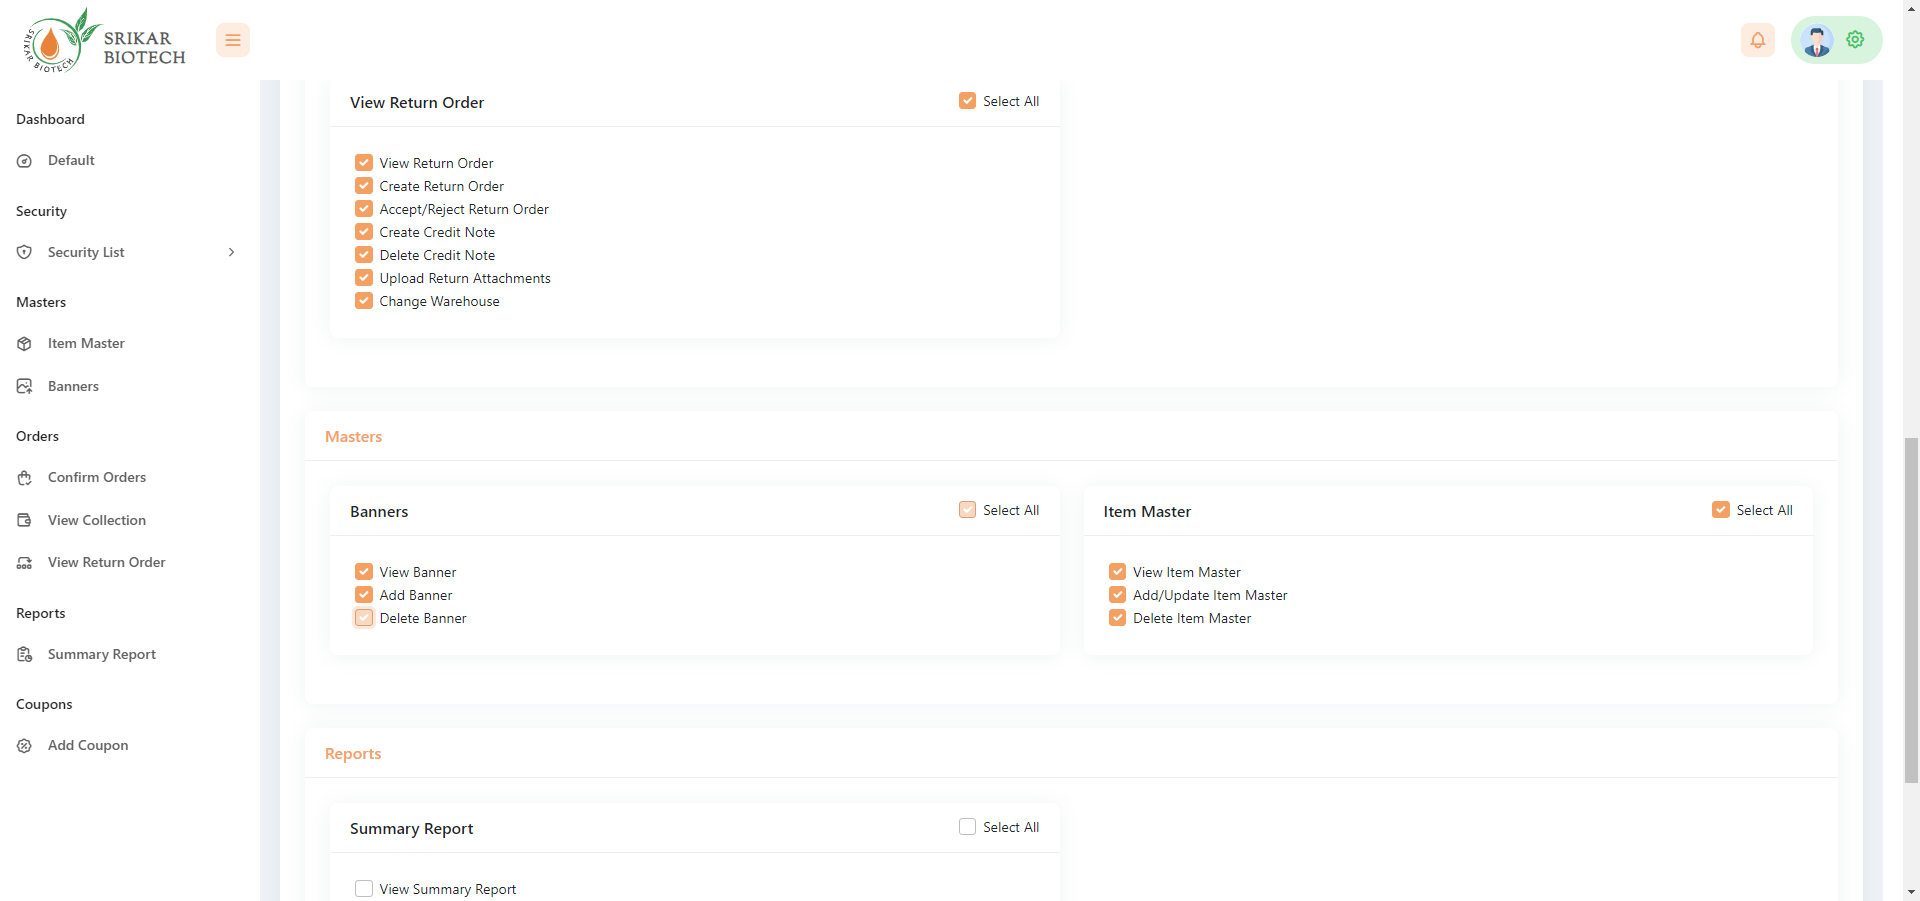 SRIKAR BIOTECH
SRIKAR
BIOTECH
Dashboard
Default
Security
Security List
Masters
Item Master
Banners
Orders
Confirm Orders
View Collection
View Return Order
Reports
Summary Report
Coupons
Add Coupon
View Return Order
Select All
View Return Order
Create Return Order
Accept/Reject Return Order
Create Credit Note
Delete Credit Note
Upload Return Attachments
Change Warehouse
Masters
Banners
Select All
View Banner
Add Banner
Delete Banner
Item Master
Select All
View Item Master
Add/Update Item Master
Delete Item Master
Reports
Summary Report
Select All
View Summary Report